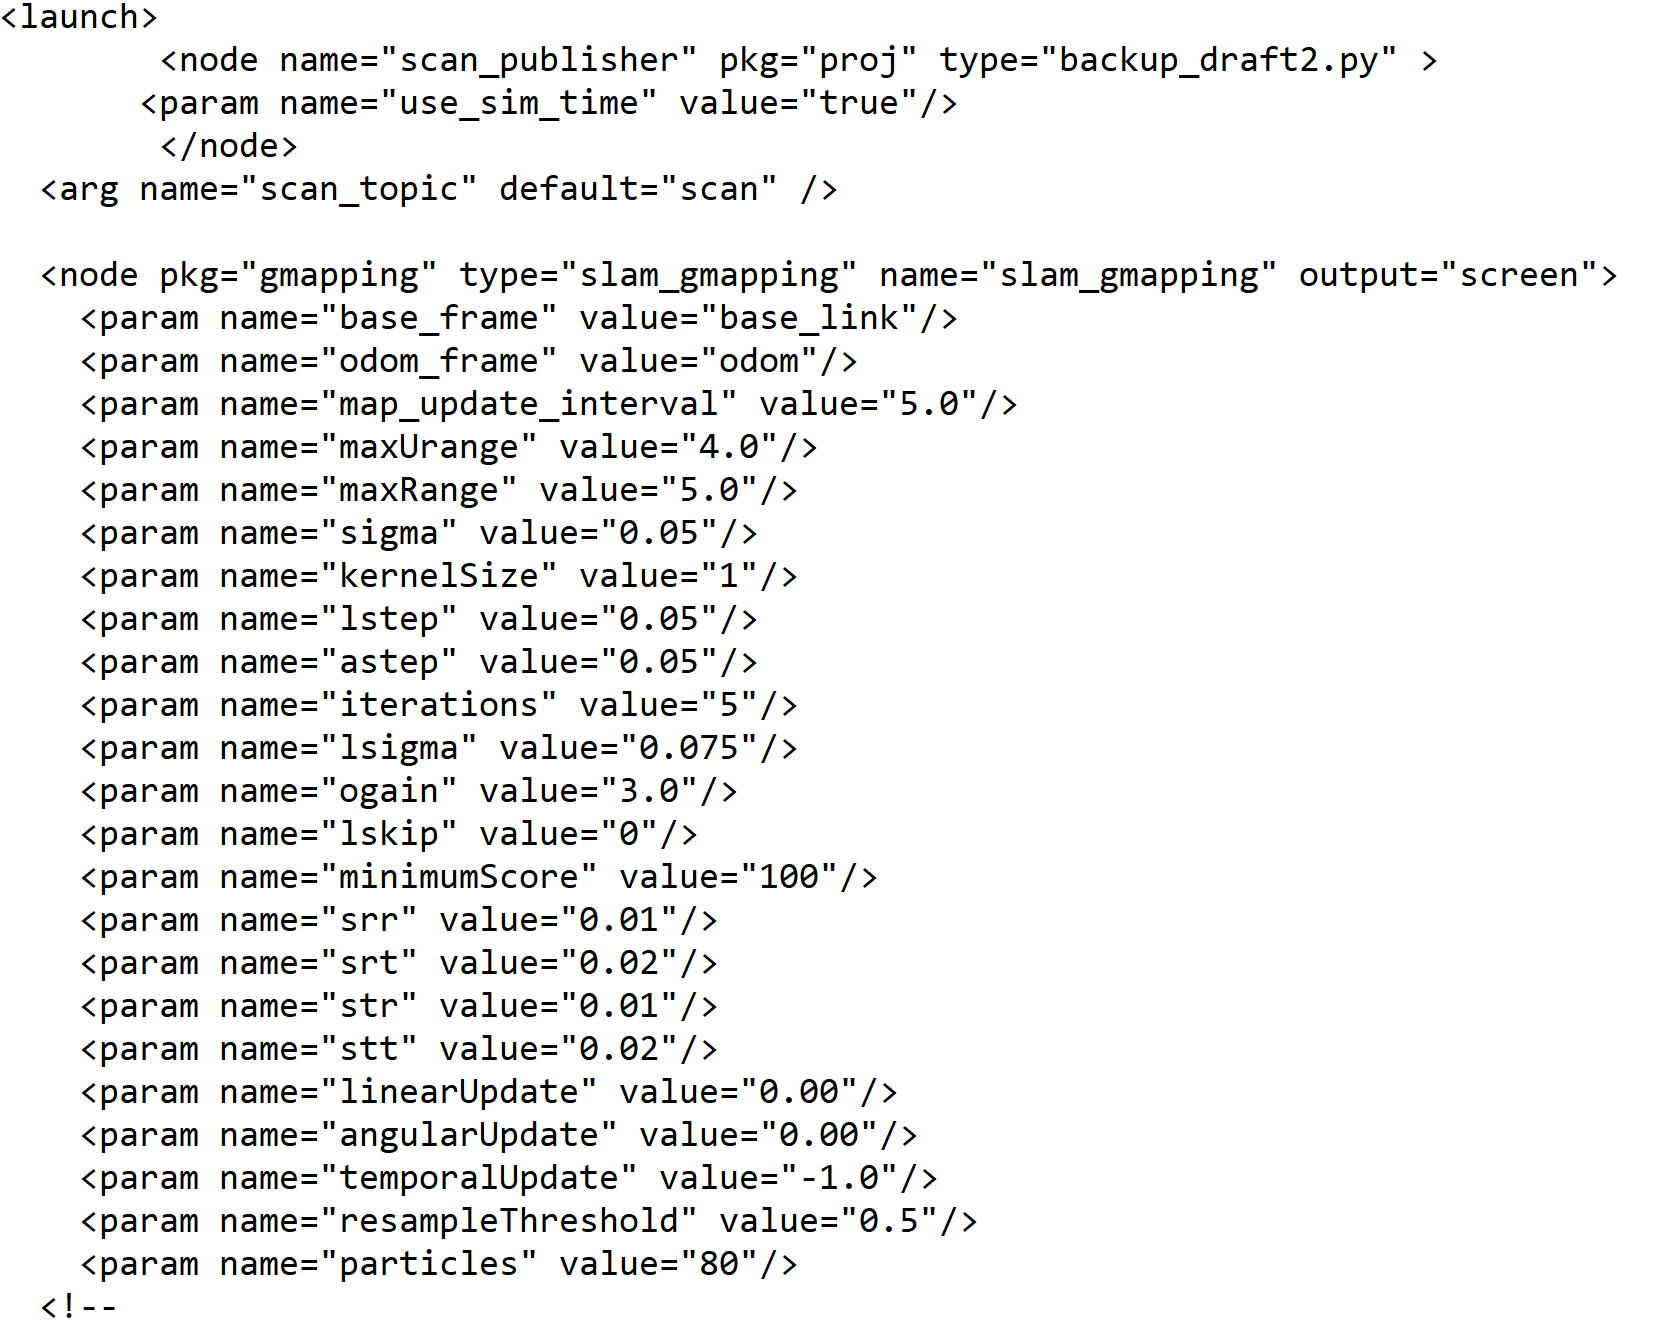 <launch>
<node name="scan_publisher" pkg="proj" type="backup_draft2.py" >
<param name="use_sim_time" value="true"/>
</node>
<arg name="scan_topic" default="scan" />
<node pkg="gmapping" type="slam_gmapping" name="slam_gmapping" output="screen">
<param name="base_frame" value="base_link"/>
<param name="odom_frame" value="odom"/>
<param name="map_update_interval" value="5.0"/>
<param name="maxUrange" value="4.0"/>
<param name="maxRange" value="5.0"/>
<param name="sigma" value="0.05"/>
<param name="kernelSize" value="1"/>
<param name="lstep" value="0.05"/>
<param name="astep" value="0.05"/>
<param name="iterations" value="5"/>
<param name="lsigma" value="0.075"/>
<param name="ogain" value="3.0"/>
<param name="lskip" value="0"/>
<param name="minimumScore" value="100"/>
<param name="srr" value="0.01"/>
<param name="srt" value="0.02"/>
<param name="str" value="0.01"/>
<param name="stt" value="0.02"/>
<param name="linearUpdate" value="0.00"/>
<param name="angularUpdate" value="0.00"/>
<param name="temporalUpdate" value="-1.0"/>
<param name="resampleThreshold" value="0.5"/>
<param name="particles" value="80"/>
<!--